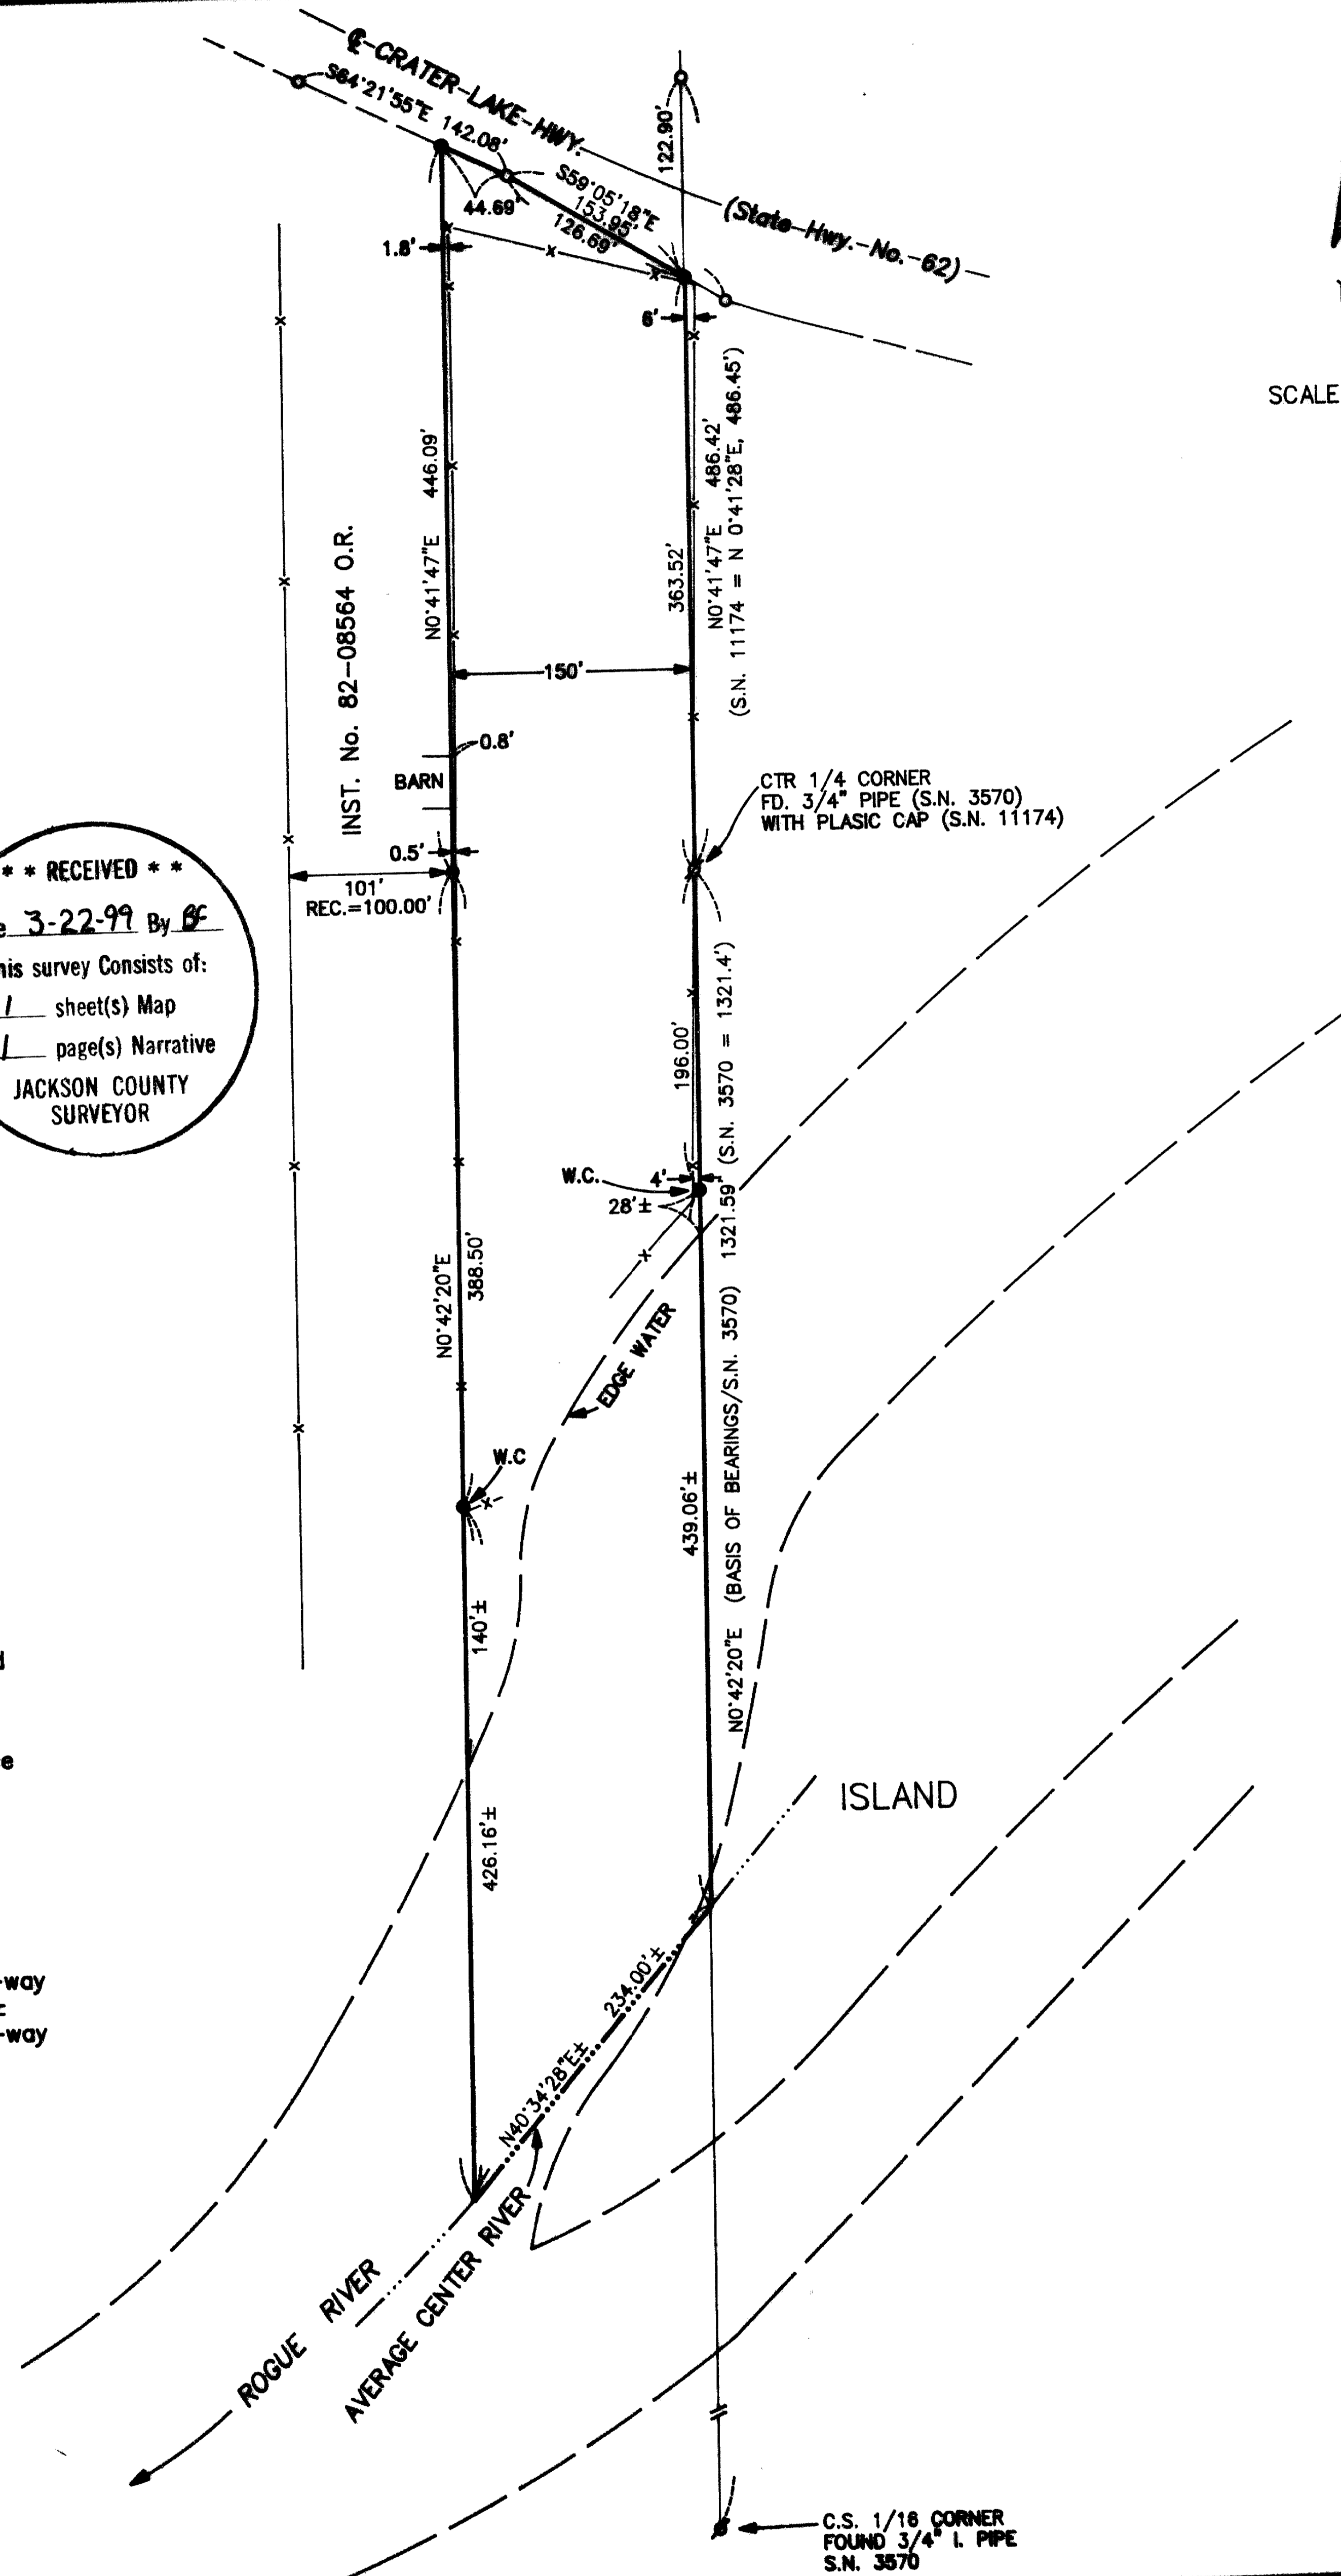 ℄ CRATER LAKE HWY.
(State Hwy. No. 62)
S64°21'55"E 142.08'
44.69'
S59°05'18"E
153.95'
126.69'
122.90'
1.8'
6'
SCALE
N0°41'47"E 446.09'
363.52'
N0°41'47"E 486.42'
(S.N. 11174 = N 0°41'28"E, 486.45')
INST. No. 82-08564 O.R.
150'
0.8'
BARN
0.5'
101'
REC.=100.00'
CTR 1/4 CORNER
FD. 3/4" PIPE (S.N. 3570)
WITH PLASIC CAP (S.N. 11174)
* * RECEIVED * *
e 3-22-99 By BF
his survey Consists of:
1 sheet(s) Map
1 page(s) Narrative
JACKSON COUNTY
SURVEYOR
196.00'
W.C.
4'
28'±
N0°42'20"E
388.50'
EDGE WATER
N0°42'20"E (BASIS OF BEARINGS/S.N. 3570) 1321.59' (S.N. 3570 = 1321.4')
439.06'±
W.C
140'±
426.16'±
ISLAND
e
-way
-way
N40°34'28"E± 234.00'±
AVERAGE CENTER RIVER
ROGUE RIVER
C.S. 1/16 CORNER
FOUND 3/4" I. PIPE
S.N. 3570